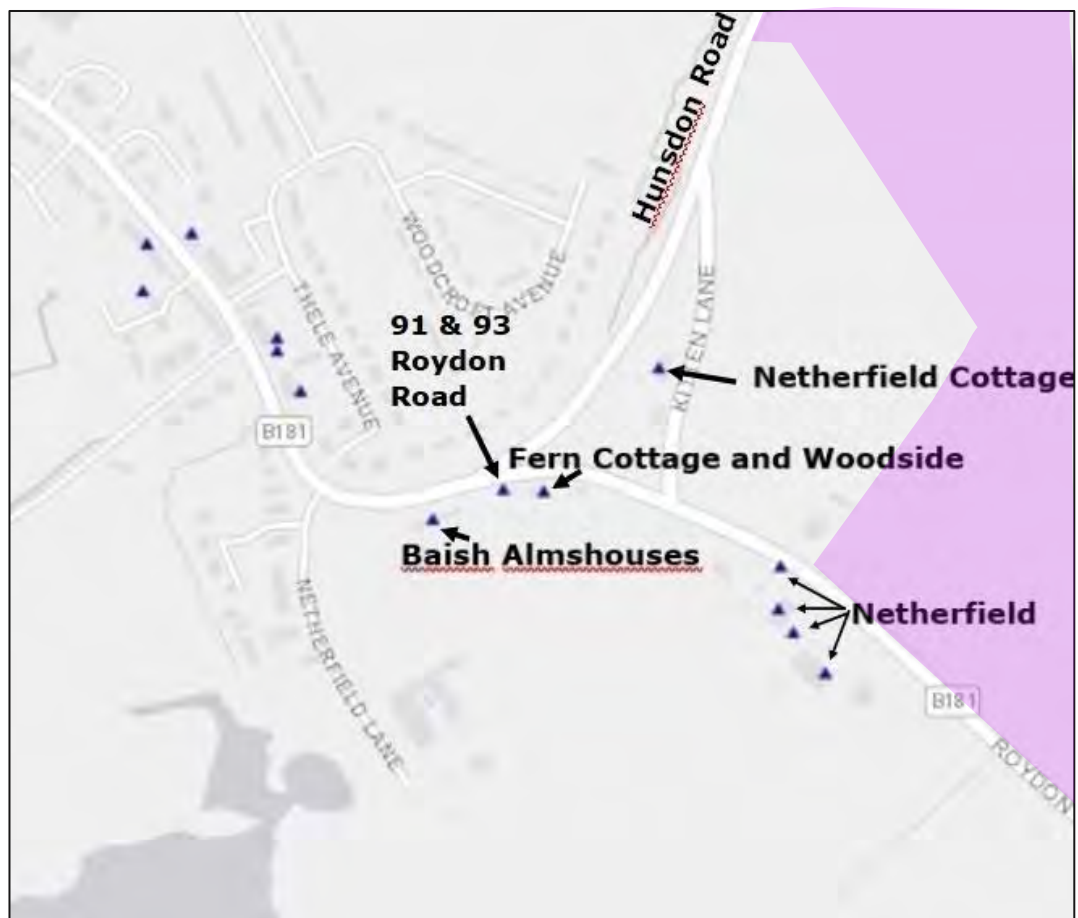 Hunsdon Road
WOODCROFT AVENUE
THELE AVENUE
KITTEN LANE
91 & 93
Roydon
Road
Netherfield Cottage
B181
Fern Cottage and Woodside
Baish Almshouses
Netherfield
NETHERFIELD LANE
B181
ROYDON